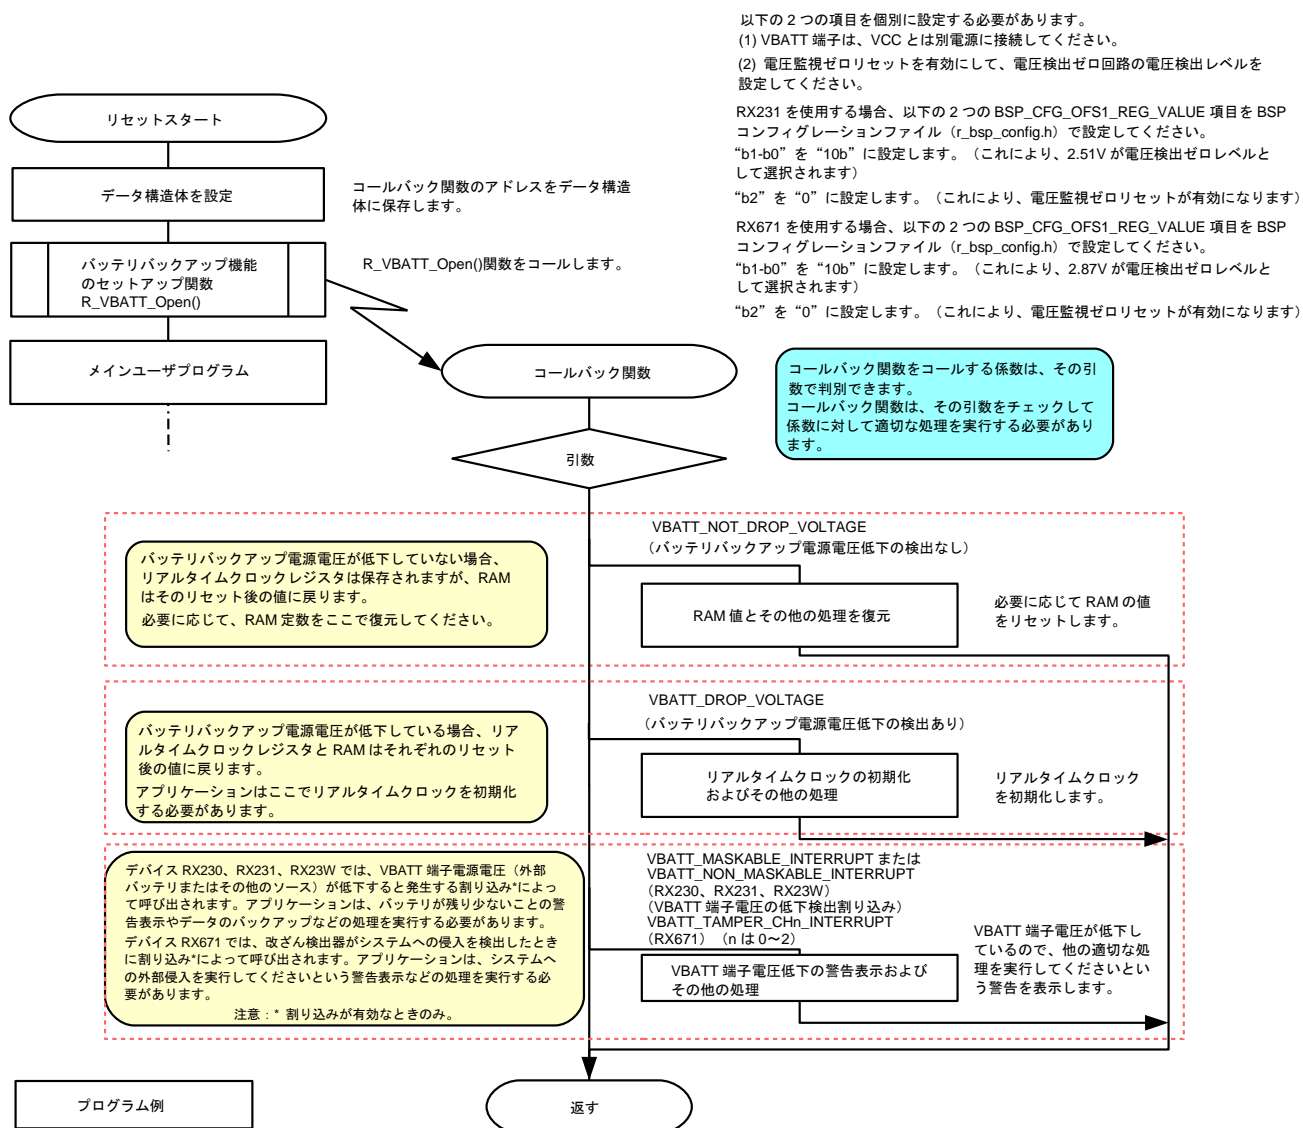 以下の 2 つの項目を個別に設定する必要があります。
(1) VBATT 端子は、VCC とは別電源に接続してください。
(2) 電圧監視ゼロリセットを有効にして、電圧検出ゼロ回路の電圧検出レベルを
設定してください。
RX231 を使用する場合、以下の 2 つの BSP_CFG_OFS1_REG_VALUE 項目を BSP
コンフィグレーションファイル（r_bsp_config.h）で設定してください。
“b1-b0” を “10b” に設定します。（これにより、2.51V が電圧検出ゼロレベルと
して選択されます）
“b2” を “0” に設定します。（これにより、電圧監視ゼロリセットが有効になります）
RX671 を使用する場合、以下の 2 つの BSP_CFG_OFS1_REG_VALUE 項目を BSP
コンフィグレーションファイル（r_bsp_config.h）で設定してください。
“b1-b0” を “10b” に設定します。（これにより、2.87V が電圧検出ゼロレベルと
して選択されます）
“b2” を “0” に設定します。（これにより、電圧監視ゼロリセットが有効になります）
リセットスタート
データ構造体を設定
コールバック関数のアドレスをデータ構造
体に保存します。
バッテリバックアップ機能
のセットアップ関数
R_VBATT_Open()
R_VBATT_Open()関数をコールします。
メインユーザプログラム
コールバック関数
コールバック関数をコールする係数は、その引
数で判別できます。
コールバック関数は、その引数をチェックして
係数に対して適切な処理を実行する必要があり
ます。
引数
VBATT_NOT_DROP_VOLTAGE
（バッテリバックアップ電源電圧低下の検出なし）
バッテリバックアップ電源電圧が低下していない場合、
リアルタイムクロックレジスタは保存されますが、RAM
はそのリセット後の値に戻ります。
必要に応じて、RAM 定数をここで復元してください。
RAM 値とその他の処理を復元
必要に応じて RAM の値
をリセットします。
VBATT_DROP_VOLTAGE
（バッテリバックアップ電源電圧低下の検出あり）
バッテリバックアップ電源電圧が低下している場合、リア
ルタイムクロックレジスタと RAM はそれぞれのリセット
後の値に戻ります。
アプリケーションはここでリアルタイムクロックを初期化
する必要があります。
リアルタイムクロックの初期化
およびその他の処理
リアルタイムクロック
を初期化します。
デバイス RX230、RX231、RX23W では、VBATT 端子電源電圧（外部
バッテリまたはその他のソース）が低下すると発生する割り込み*によっ
て呼び出されます。アプリケーションは、バッテリが残り少ないことの警
告表示やデータのバックアップなどの処理を実行する必要があります。
デバイス RX671 では、改ざん検出器がシステムへの侵入を検出したとき
に割り込み*によって呼び出されます。アプリケーションは、システムへ
の外部侵入を実行してくださいという警告表示などの処理を実行する必
要があります。
注意：* 割り込みが有効なときのみ。
VBATT_MASKABLE_INTERRUPT または
VBATT_NON_MASKABLE_INTERRUPT
（RX230、RX231、RX23W）
（VBATT 端子電圧の低下検出割り込み）
VBATT_TAMPER_CHn_INTERRUPT
（RX671）（n は 0～2）
VBATT 端子電圧低下の警告表示および
その他の処理
VBATT 端子電圧が低下し
ているので、他の適切な処
理を実行してくださいとい
う警告を表示します。
プログラム例
返す